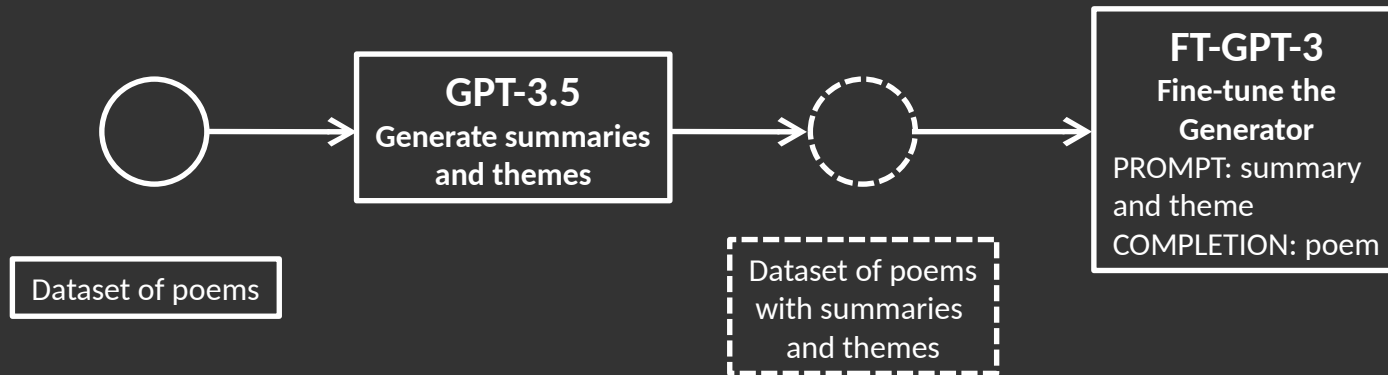 GPT-3.5
Generate summaries
and themes
FT-GPT-3
Fine-tune the
Generator
PROMPT: summary
and theme
COMPLETION: poem
Dataset of poems
Dataset of poems
with summaries
and themes